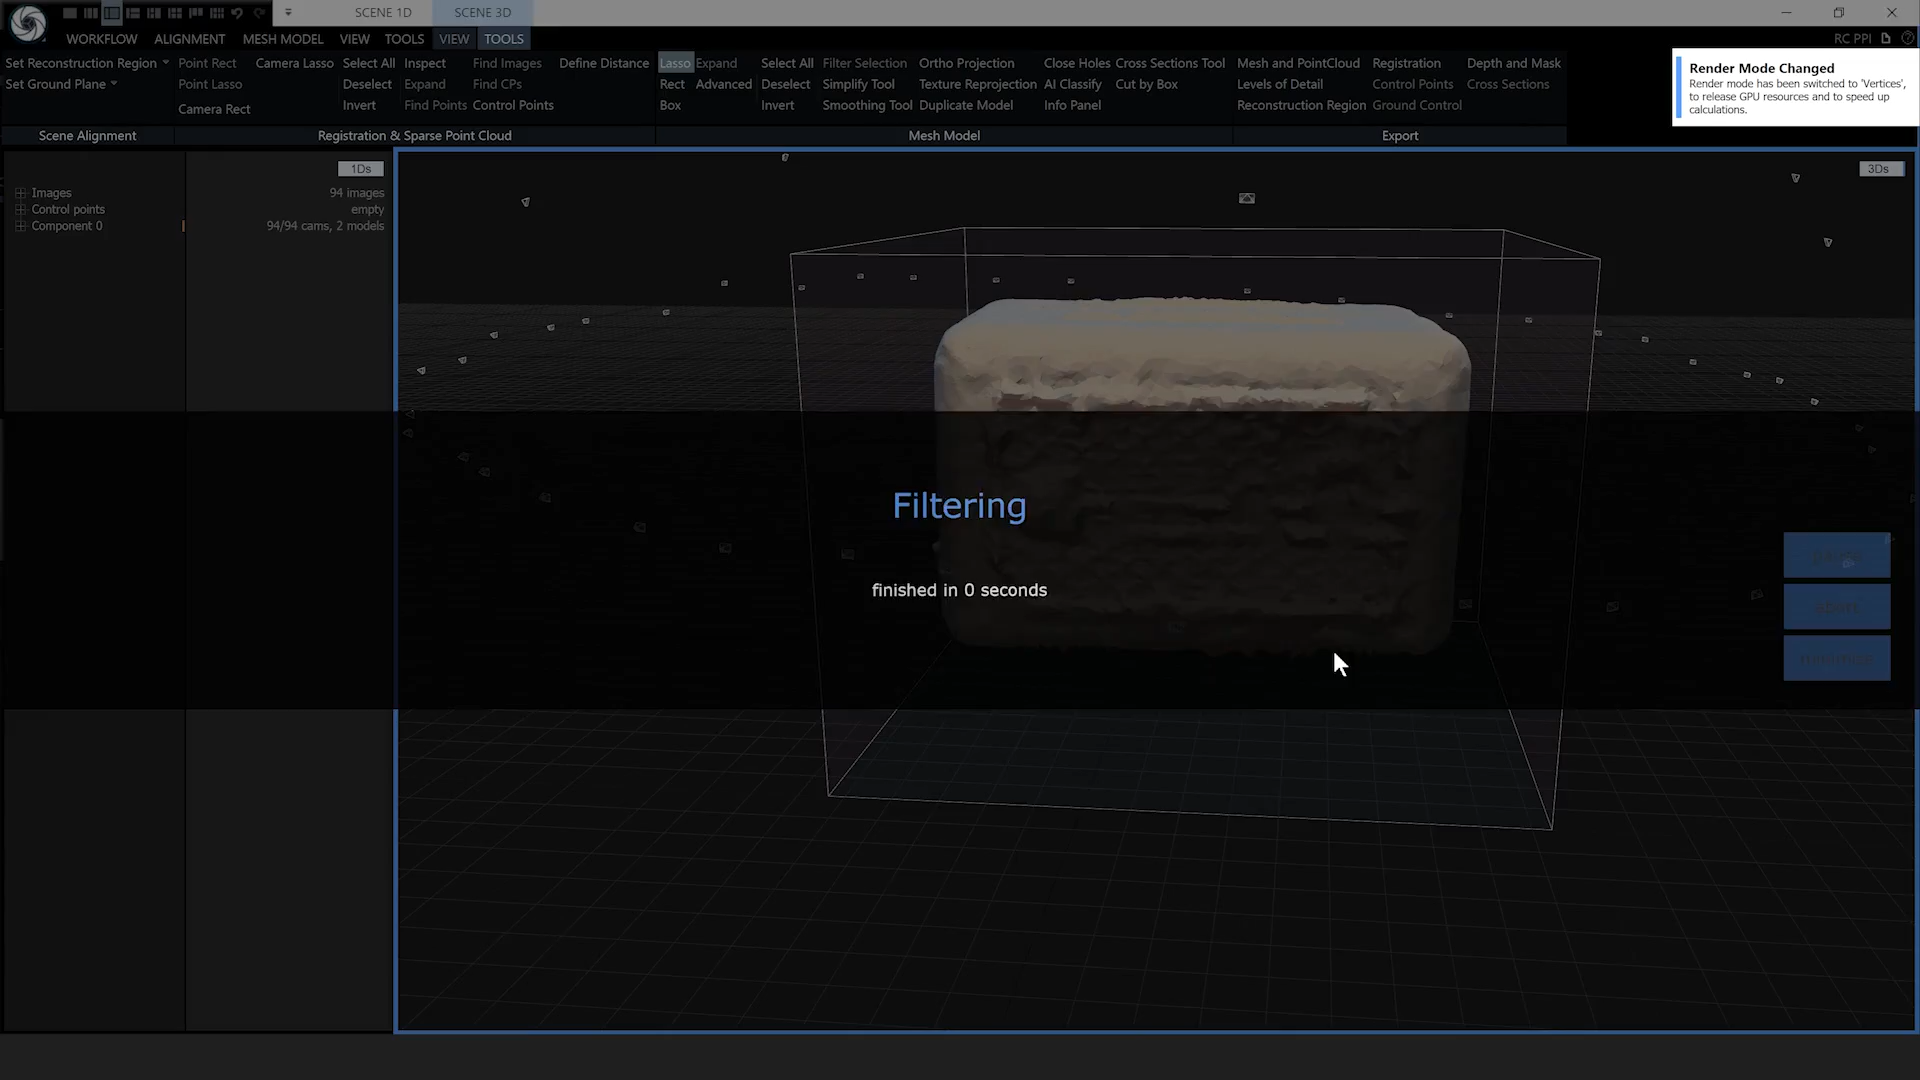 SCENE 1D
SCENE 3D
WORKFLOW
ALIGNMENT
MESH MODEL
VIEW
TOOLS
VIEW
TOOLS
RC PPI
Set Reconstruction Region
Point Rect
Camera Lasso
Select All
Inspect
Find Images
Define Distance
Lasso
Expand
Select All
Filter Selection
Ortho Projection
Close Holes
Cross Sections Tool
Mesh and PointCloud
Registration
Depth and Mask
Set Ground Plane
Point Lasso
Deselect
Expand
Find CPs
Rect
Advanced
Deselect
Simplify Tool
Texture Reprojection
AI Classify
Cut by Box
Levels of Detail
Control Points
Cross Sections
Camera Rect
Invert
Find Points
Control Points
Box
Invert
Smoothing Tool
Duplicate Model
Info Panel
Reconstruction Region
Ground Control
Scene Alignment
Registration & Sparse Point Cloud
Mesh Model
Export
Render Mode Changed
Render mode has been switched to 'Vertices',
to release GPU resources and to speed up
calculations.
1Ds
3Ds
Images
94 images
Control points
empty
Component 0
94/94 cams, 2 models
Filtering
finished in 0 seconds
abort
minimize